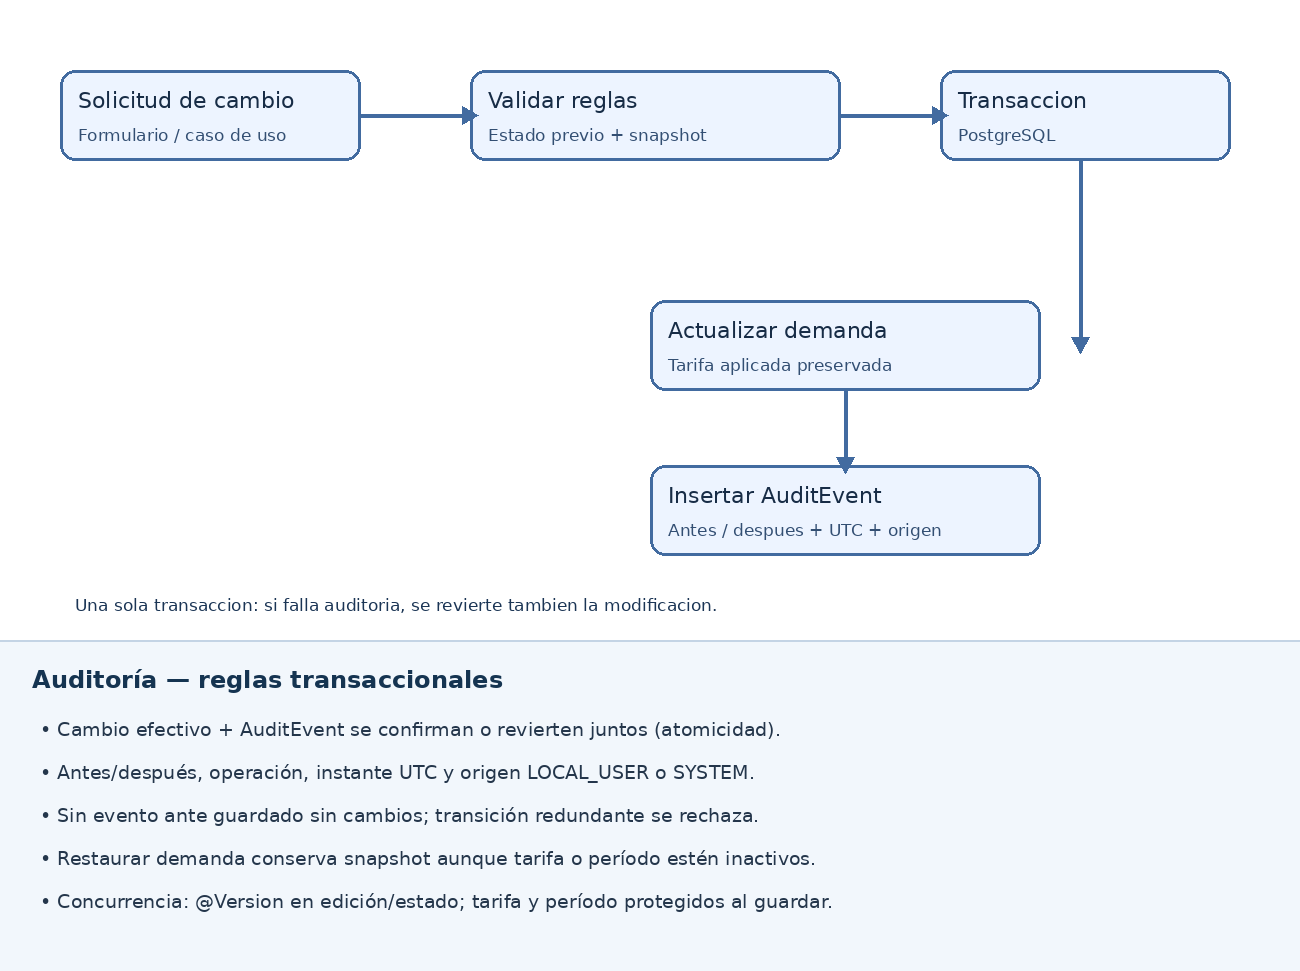 Solicitud de cambio
Formulario / caso de uso
Validar reglas
Estado previo + snapshot
Transaccion
PostgreSQL
Actualizar demanda
Tarifa aplicada preservada
Insertar AuditEvent
Antes / despues + UTC + origen
Una sola transaccion: si falla auditoria, se revierte tambien la modificacion.
Auditoría — reglas transaccionales
• Cambio efectivo + AuditEvent se confirman o revierten juntos (atomicidad).
• Antes/después, operación, instante UTC y origen LOCAL_USER o SYSTEM.
• Sin evento ante guardado sin cambios; transición redundante se rechaza.
• Restaurar demanda conserva snapshot aunque tarifa o período estén inactivos.
• Concurrencia: @Version en edición/estado; tarifa y período protegidos al guardar.